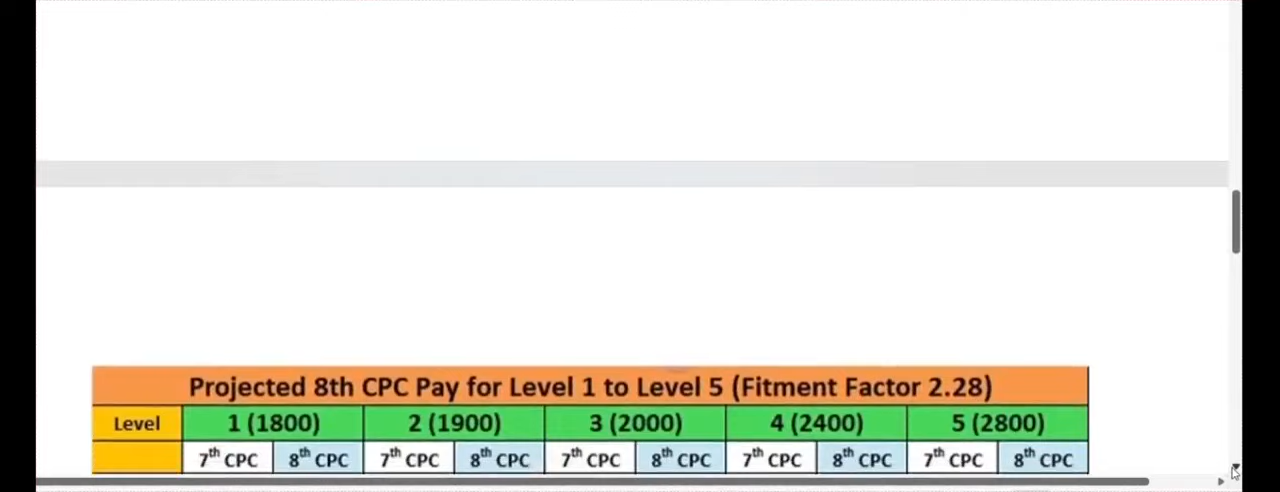 Projected 8th CPC Pay for Level 1 to Level 5 (Fitment Factor 2.28)
Level 1 (1800) 2 (1900) 3 (2000) 4 (2400) 5 (2800)
7th CPC 8th CPC 7th CPC 8th CPC 7th CPC 8th CPC 7th CPC 8th CPC 7th CPC 8th CPC